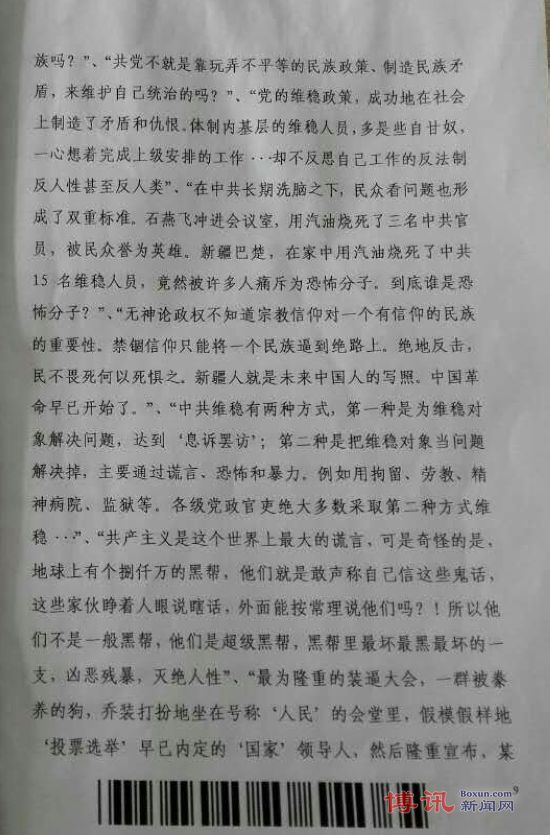 族吗？”、“共党不就是靠玩弄不平等的民族政策、制造民族矛
盾，来维护自己统治的吗？”、“党的维稳政策，成功地在社会
上制造了矛盾和仇恨。体制内基层的维稳人员，多是些自甘奴，
一心想着完成上级安排的工作···却不反思自己工作的反法制
反人性甚至反人类”、“在中共长期洗脑之下，民众看问题也形
成了双重标准。石燕飞冲进会议室，用汽油烧死了三名中共官
员，被民众誉为英雄。新疆巴楚，在家中用汽油烧死了中共
15 名维稳人员，竟然被许多人痛斥为恐怖分子。到底谁是恐
怖分子？”、“无神论政权不知道宗教信仰对一个有信仰的民族
的重要性。禁锢信仰只能将一个民族逼到绝路上。绝地反击，
民不畏死何以死惧之。新疆人就是未来中国人的写照。中国革
命早已开始了。”、“中共维稳有两种方式，第一种是为维稳对
象解决问题，达到‘息诉罢访’；第二种是把维稳对象当问题
解决掉，主要通过谎言、恐怖和暴力。例如用拘留、劳教、精
神病院、监狱等。各级党政官吏绝大多数采取第二种方式维
稳···”、“共产主义是这个世界上最大的谎言，可是奇怪的是，
地球上有个捌仟万的黑帮，他们就是敢声称自己信这些鬼话，
这些家伙睁着人眼说瞎话，外面能按常理说他们吗？！所以他
们不是一般黑帮，他们是超级黑帮，黑帮里最坏最黑最坏的一
支，凶恶残暴，灭绝人性”、“最为隆重的装逼大会，一群被豢
养的狗，乔装打扮地坐在号称‘人民’的会堂里，假模假样地
‘投票选举’早已内定的‘国家’领导人，然后隆重宣布，某
9
博讯 Boxun.com 新闻网